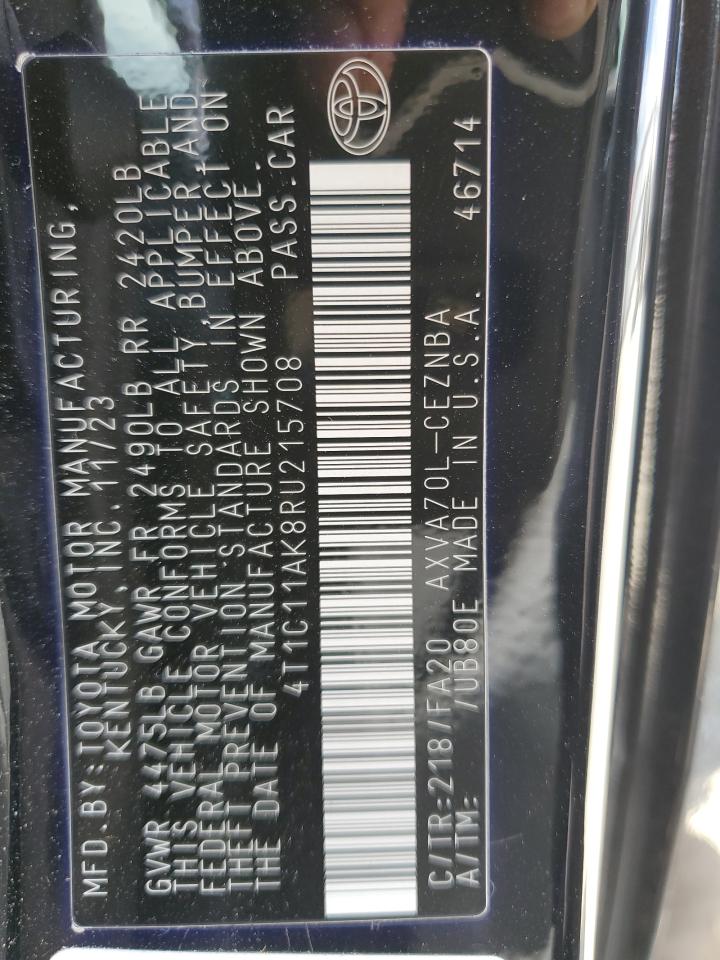 MFD.BY:TOYOTA MOTOR MANUFACTURING,
KENTUCKY,INC.11/23
GVWR 4475LB GAWR FR 2490LB RR 2420LB
THIS VEHICLE CONFORMS TO ALL APPLICABLE
FEDERAL MOTOR VEHICLE SAFETY,BUMPER,AND
THEFT PREVENTION STANDARDS IN EFFECT ON
THE DATE OF MANUFACTURE SHOWN ABOVE.
4T1C11AK8RU215708 PASS.CAR
C/TR:218/FA20 AXVA70L-CEZNBA
A/TM: /UB80E MADE IN U.S.A. 46714